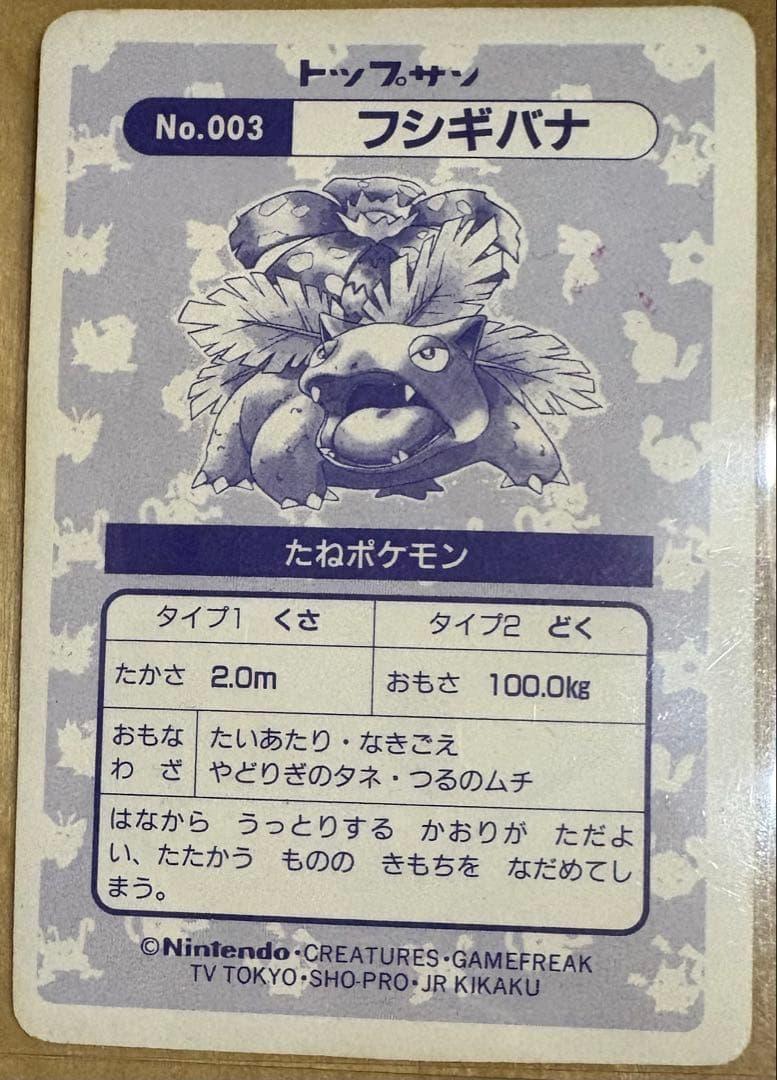 トップサン
No.003 フシギバナ
たねポケモン
タイプ1 くさ タイプ2 どく
たかさ 2.0m おもさ 100.0kg
おもな たいあたり・なきごえ
わ ざ やどりぎのタネ・つるのムチ
はなから うっとりする かおりが ただよ
い、たたかう ものの きもちを なだめてし
まう。
©Nintendo・CREATURES・GAMEFREAK
TV TOKYO・SHO-PRO・JR KIKAKU